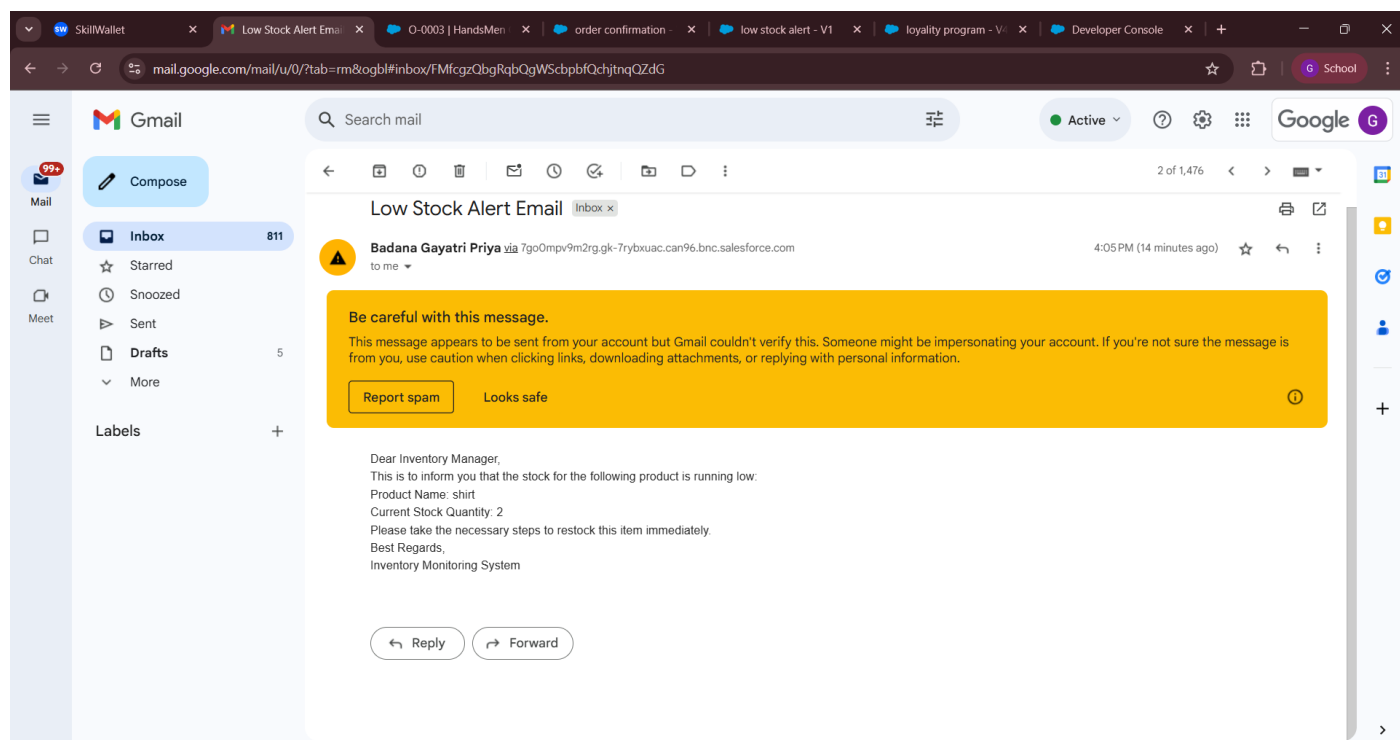 SkillWallet
Low Stock Alert Emai
O-0003 | HandsMen
order confirmation -
low stock alert - V1
loyality program - V4
Developer Console
mail.google.com/mail/u/0/?tab=rm&ogbl#inbox/FMfcgzQbgRqbQgWScbpbfQchjtnqQZdG
G School
Gmail
Search mail
Active
Google G
99+
Mail
Chat
Meet
Compose
Inbox 811
Starred
Snoozed
Sent
Drafts 5
More
Labels
2 of 1,476
31
Low Stock Alert Email Inbox ×
Badana Gayatri Priya via 7go0mpv9m2rg.gk-7rybxuac.can96.bnc.salesforce.com
4:05 PM (14 minutes ago)
to me
Be careful with this message.
This message appears to be sent from your account but Gmail couldn't verify this. Someone might be impersonating your account. If you're not sure the message is
from you, use caution when clicking links, downloading attachments, or replying with personal information.
Report spam Looks safe
Dear Inventory Manager,
This is to inform you that the stock for the following product is running low:
Product Name: shirt
Current Stock Quantity: 2
Please take the necessary steps to restock this item immediately.
Best Regards,
Inventory Monitoring System
Reply Forward